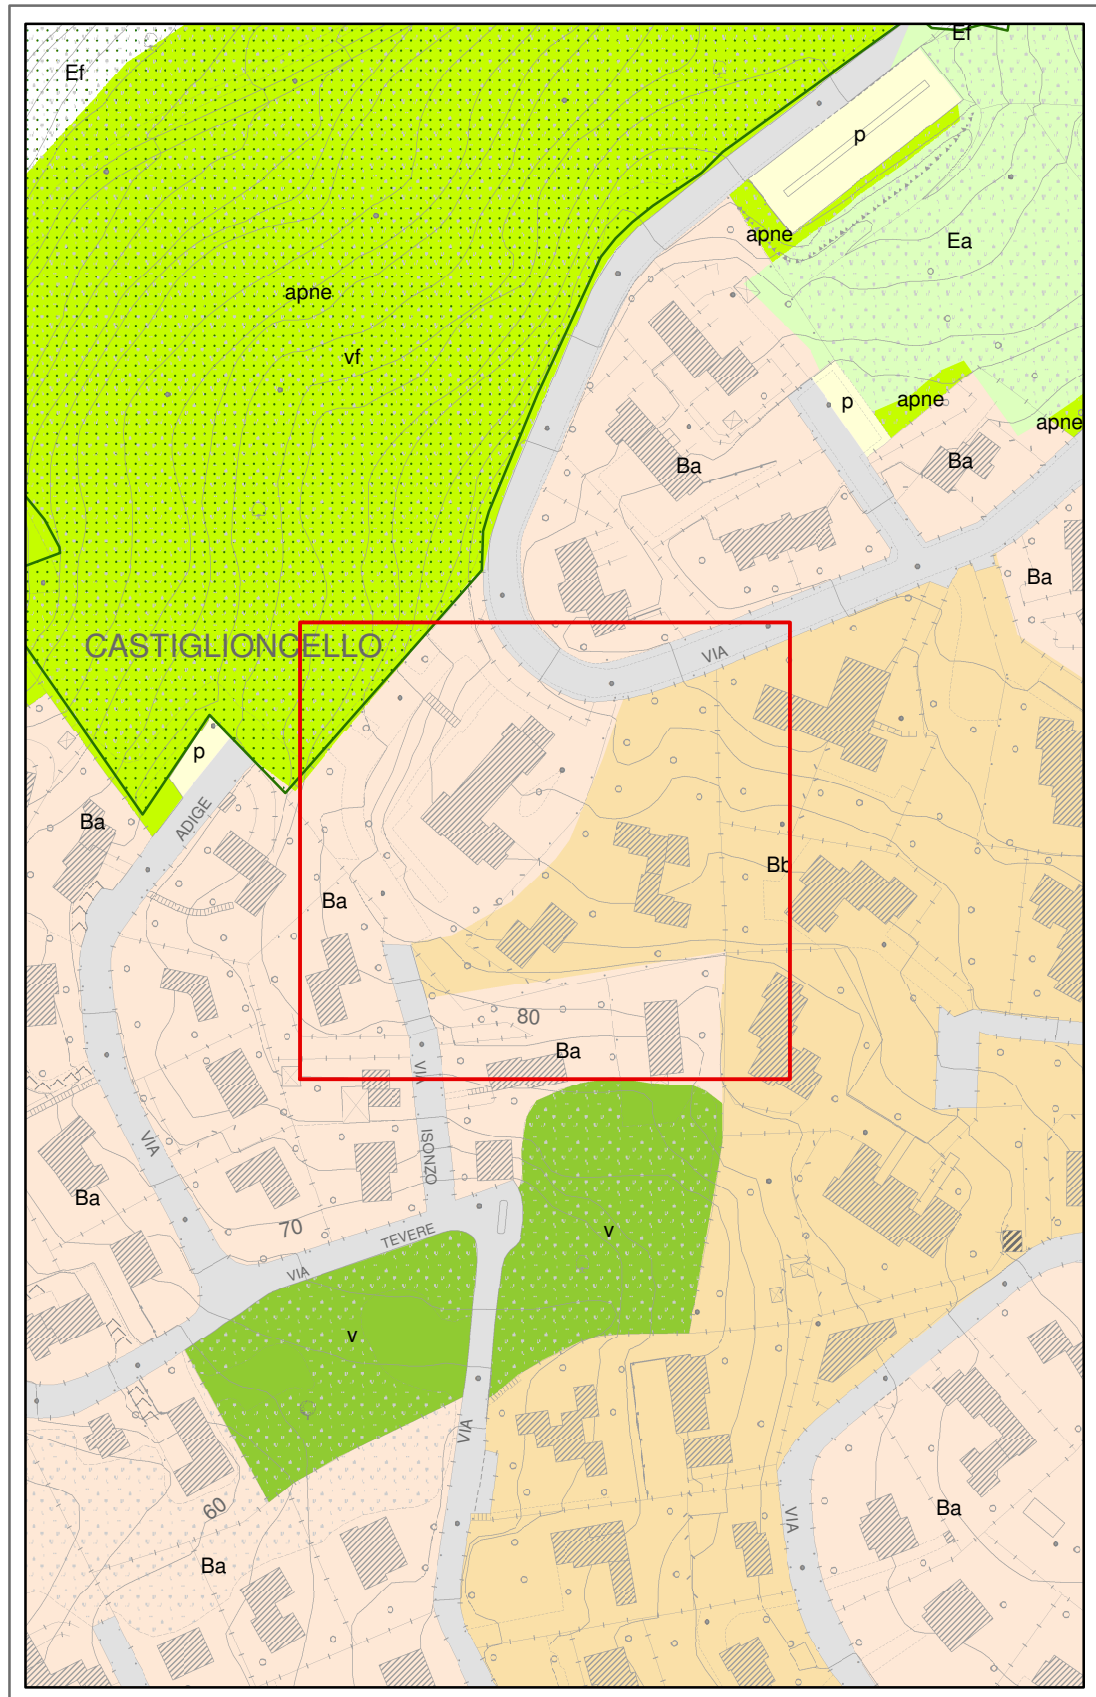 Ef
Ef
p
apne
Ea
apne
vf
p
apne
apne
Ba
Ba
Ba
CASTIGLIONCELLO
VIA
p
ADIGE
Ba
Bb
Ba
80
Ba
VIA
VIA
ISONZO
Ba
70
TEVERE
VIA
v
v
VIA
60
VIA
Ba
Ba